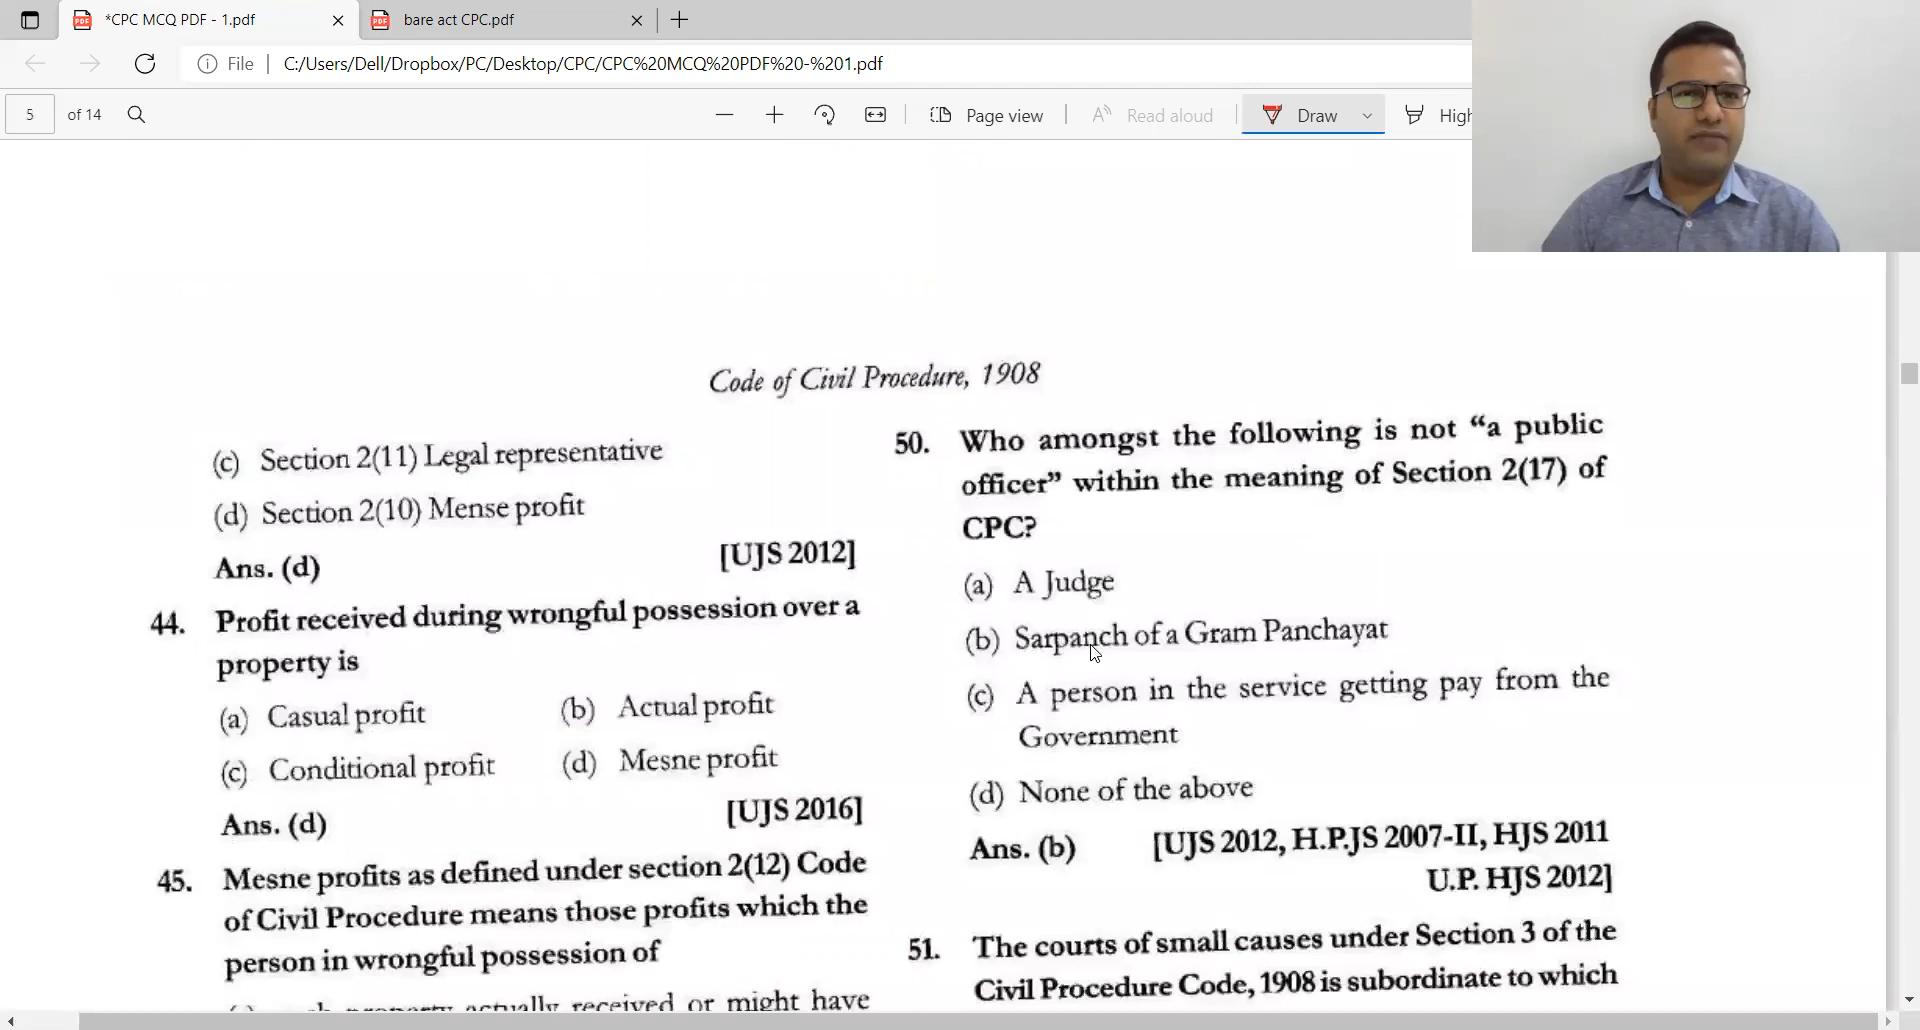 *CPC MCQ PDF - 1.pdf
bare act CPC.pdf
File
C:/Users/Dell/Dropbox/PC/Desktop/CPC/CPC%20MCQ%20PDF%20-%201.pdf
5 of 14
Page view
Read aloud
Draw
High
Code of Civil Procedure, 1908
(c) Section 2(11) Legal representative
(d) Section 2(10) Mense profit
Ans. (d) [UJS 2012]
44. Profit received during wrongful possession over a
property is
(a) Casual profit (b) Actual profit
(c) Conditional profit (d) Mesne profit
Ans. (d) [UJS 2016]
45. Mesne profits as defined under section 2(12) Code
of Civil Procedure means those profits which the
person in wrongful possession of
property actually received or might have
50. Who amongst the following is not “a public
officer” within the meaning of Section 2(17) of
CPC?
(a) A Judge
(b) Sarpanch of a Gram Panchayat
(c) A person in the service getting pay from the
Government
(d) None of the above
Ans. (b) [UJS 2012, H.P.JS 2007-II, HJS 2011
U.P. HJS 2012]
51. The courts of small causes under Section 3 of the
Civil Procedure Code, 1908 is subordinate to which